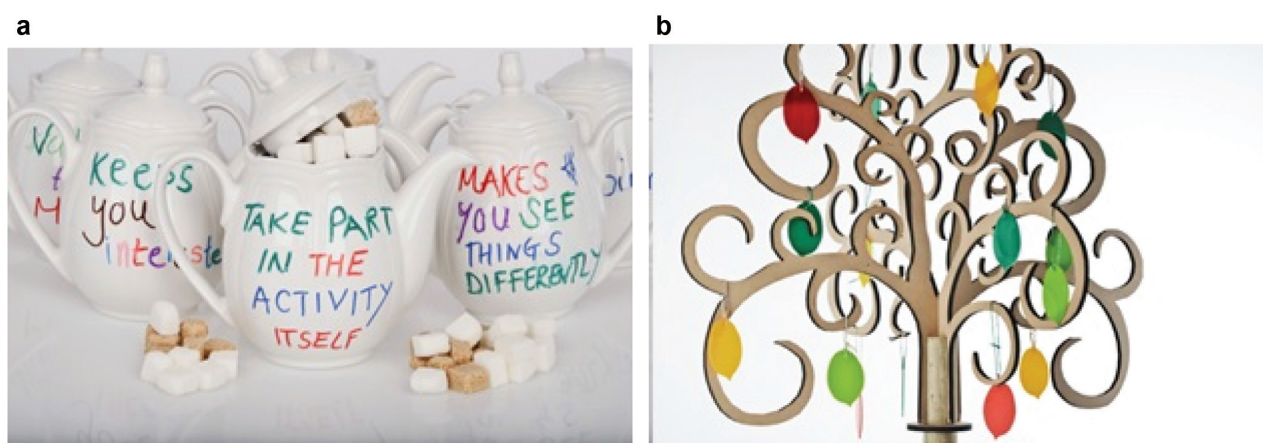 a
b
Keeps
you
TAKE PART
IN THE
ACTIVITY
ITSELF
MAKES
YOU SEE
THINGS
DIFFERENTLY